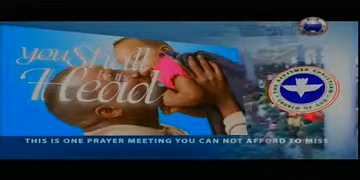 you Shall
be the
Head
THE REDEEMED CHRISTIAN
CHURCH OF GOD
THIS IS ONE PRAYER MEETING YOU CAN NOT AFFORD TO MISS